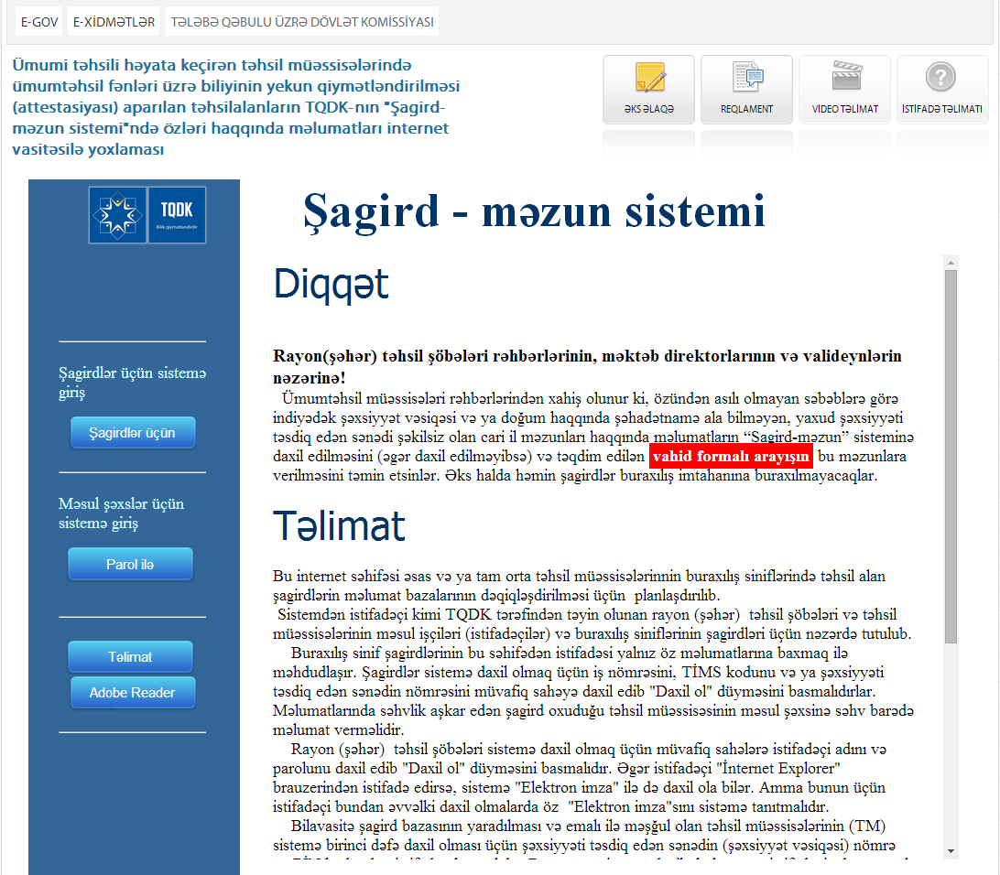 E-GOV E-XİDMƏTLƏR TƏLƏBƏ QƏBULU ÜZRƏ DÖVLƏT KOMİSSİYASI
Ümumi təhsili həyata keçirən təhsil müəssisələrində
ümumtəhsil fənləri üzrə biliyinin yekun qiymətləndirilməsi
(attestasiyası) aparılan təhsilalanların TQDK-nın "Şagird-
məzun sistemi"ndə özləri haqqında məlumatları internet
vasitəsilə yoxlaması
ƏKS ƏLAQƏ
REQLAMENT
VİDEO TƏLİMAT
İSTİFADƏ TƏLİMATI
TQDK
Bilik qiymətləndirilir
Şagirdlər üçün sistemə
giriş
Şagirdlər üçün
Məsul şəxslər üçün
sistemə giriş
Parol ilə
Təlimat
Adobe Reader
Şagird - məzun sistemi
Diqqət
Rayon(şəhər) təhsil şöbələri rəhbərlərinin, məktəb direktorlarının və valideynlərin
nəzərinə!
Ümumtəhsil müəssisələri rəhbərlərindən xahiş olunur ki, özündən asılı olmayan səbəblərə görə
indiyədək şəxsiyyət vəsiqəsi və ya doğum haqqında şəhadətnamə ala bilməyən, yaxud şəxsiyyəti
təsdiq edən sənədi şəkilsiz olan cari il məzunları haqqında məlumatların “Şagird-məzun” sisteminə
daxil edilməsini (əgər daxil edilməyibsə) və təqdim edilən vahid formalı arayışın bu məzunlara
verilməsini təmin etsinlər. Əks halda həmin şagirdlər buraxılış imtahanına buraxılmayacaqlar.
Təlimat
Bu internet səhifəsi əsas və ya tam orta təhsil müəssisələrinnin buraxılış siniflərində təhsil alan
şagirdlərin məlumat bazalarının dəqiqləşdirilməsi üçün planlaşdırılıb.
Sistemdən istifadəçi kimi TQDK tərəfindən təyin olunan rayon (şəhər) təhsil şöbələri və təhsil
müəssisələrinin məsul işçiləri (istifadəçilər) və buraxılış siniflərinin şagirdləri üçün nəzərdə tutulub.
Buraxılış sinif şagirdlərinin bu səhifədən istifadəsi yalnız öz məlumatlarına baxmaq ilə
məhdudlaşır. Şagirdlər sistemə daxil olmaq üçün iş nömrəsini, TİMS kodunu və ya şəxsiyyəti
təsdiq edən sənədin nömrəsini müvafiq sahəyə daxil edib "Daxil ol" düyməsini basmalıdırlar.
Məlumatlarında səhvlik aşkar edən şagird oxuduğu təhsil müəssisəsinin məsul şəxsinə səhv barədə
məlumat verməlidir.
Rayon (şəhər) təhsil şöbələri sistemə daxil olmaq üçün müvafiq sahələrə istifadəçi adını və
parolunu daxil edib "Daxil ol" düyməsini basmalıdır. Əgər istifadəçi "İnternet Explorer"
brauzerindən istifadə edirsə, sistemə "Elektron imza" ilə də daxil ola bilər. Amma bunun üçün
istifadəçi bundan əvvəlki daxil olmalarda öz "Elektron imza"sını sistemə tanıtmalıdır.
Bilavasitə şagird bazasının yaradılması və emalı ilə məşğul olan təhsil müəssisələrinin (TM)
sistemə birinci dəfə daxil olması üçün şəxsiyyəti təsdiq edən sənədin (şəxsiyyət vəsiqəsi) nömrə